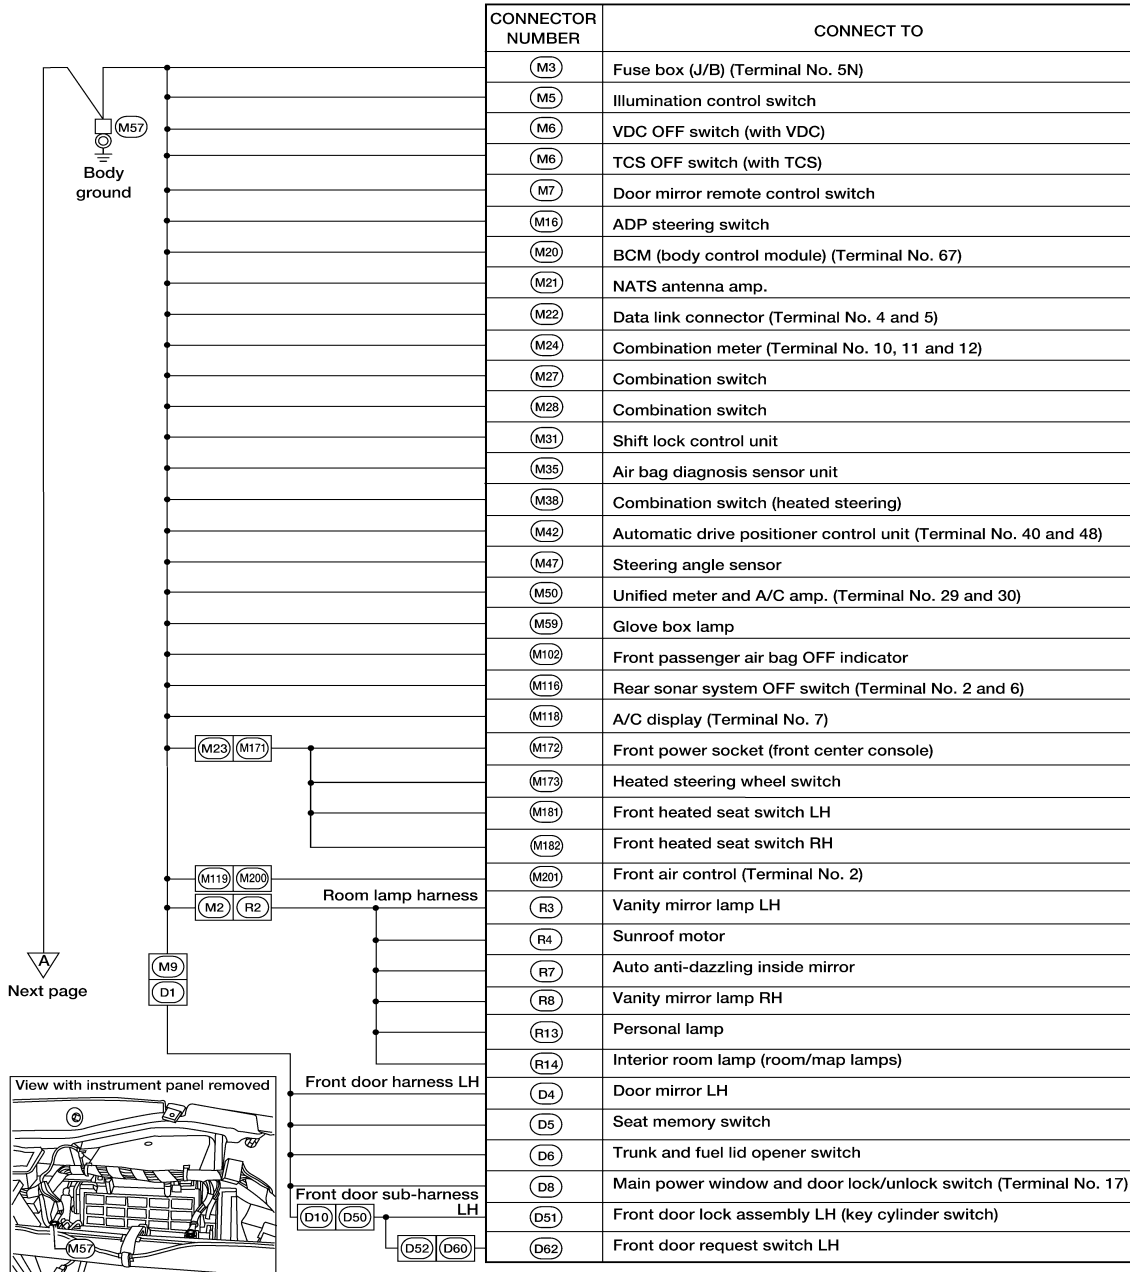 CONNECTOR NUMBER CONNECT TO
M3 Fuse box (J/B) (Terminal No. 5N)
M5 Illumination control switch
M57
M6 VDC OFF switch (with VDC)
M6 TCS OFF switch (with TCS)
Body
ground
M7 Door mirror remote control switch
M16 ADP steering switch
M20 BCM (body control module) (Terminal No. 67)
M21 NATS antenna amp.
M22 Data link connector (Terminal No. 4 and 5)
M24 Combination meter (Terminal No. 10, 11 and 12)
M27 Combination switch
M28 Combination switch
M31 Shift lock control unit
M35 Air bag diagnosis sensor unit
M38 Combination switch (heated steering)
M42 Automatic drive positioner control unit (Terminal No. 40 and 48)
M47 Steering angle sensor
M50 Unified meter and A/C amp. (Terminal No. 29 and 30)
M59 Glove box lamp
M102 Front passenger air bag OFF indicator
M116 Rear sonar system OFF switch (Terminal No. 2 and 6)
M118 A/C display (Terminal No. 7)
M23 M171 M172 Front power socket (front center console)
M173 Heated steering wheel switch
M181 Front heated seat switch LH
M182 Front heated seat switch RH
M119 M200 M201 Front air control (Terminal No. 2)
Room lamp harness
M2 R2 R3 Vanity mirror lamp LH
R4 Sunroof motor
A
Next page
M9
D1
R7 Auto anti-dazzling inside mirror
R8 Vanity mirror lamp RH
R13 Personal lamp
R14 Interior room lamp (room/map lamps)
View with instrument panel removed
M57
Front door harness LH
D4 Door mirror LH
D5 Seat memory switch
D6 Trunk and fuel lid opener switch
D8 Main power window and door lock/unlock switch (Terminal No. 17)
Front door sub-harness
LH
D10 D50 D51 Front door lock assembly LH (key cylinder switch)
D52 D60 D62 Front door request switch LH